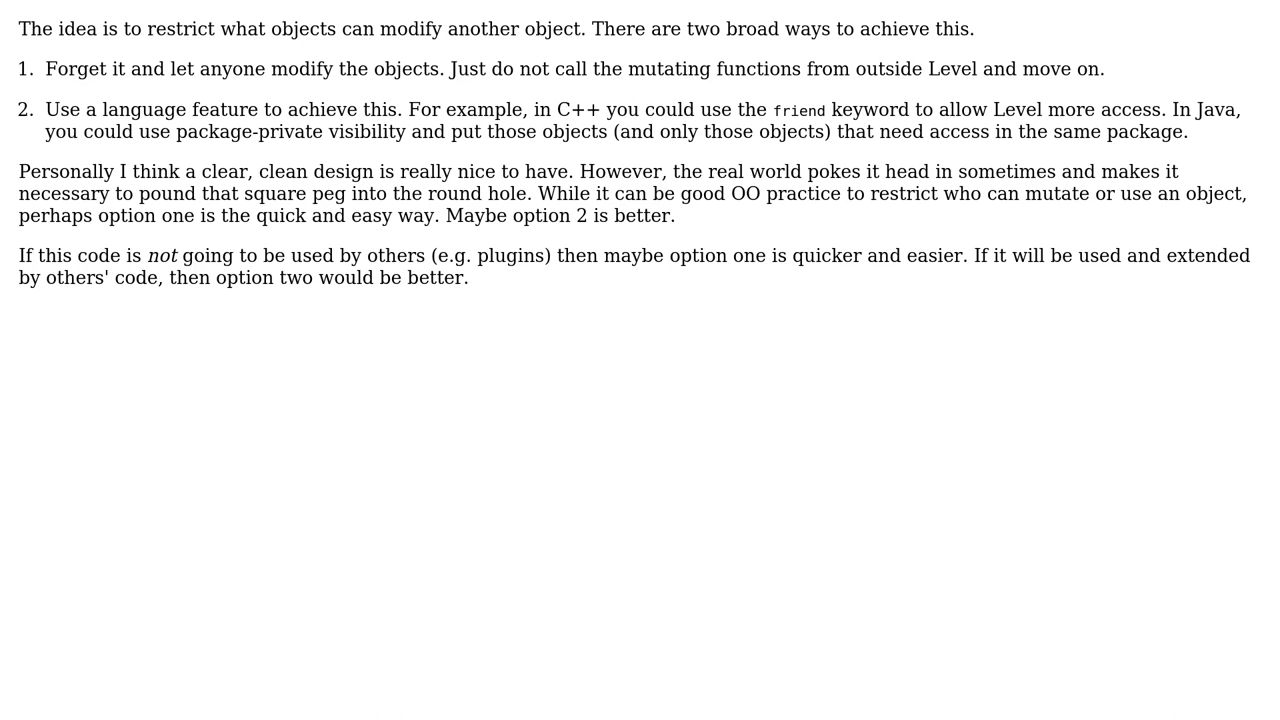 The idea is to restrict what objects can modify another object. There are two broad ways to achieve this.
1. Forget it and let anyone modify the objects. Just do not call the mutating functions from outside Level and move on.
2. Use a language feature to achieve this. For example, in C++ you could use the friend keyword to allow Level more access. In Java,
you could use package-private visibility and put those objects (and only those objects) that need access in the same package.
Personally I think a clear, clean design is really nice to have. However, the real world pokes it head in sometimes and makes it
necessary to pound that square peg into the round hole. While it can be good OO practice to restrict who can mutate or use an object,
perhaps option one is the quick and easy way. Maybe option 2 is better.
If this code is not going to be used by others (e.g. plugins) then maybe option one is quicker and easier. If it will be used and extended
by others' code, then option two would be better.